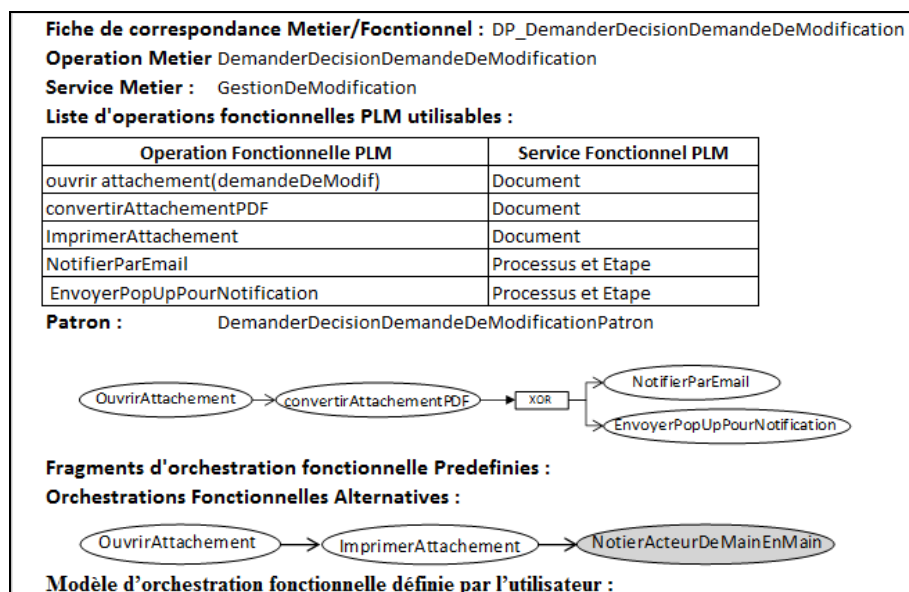 Fiche de correspondance Metier/Focntionnel : DP_DemanderDecisionDemandeDeModification
Operation Metier DemanderDecisionDemandeDeModification
Service Metier : GestionDeModification
Liste d'operations fonctionnelles PLM utilisables :
Operation Fonctionnelle PLM Service Fonctionnel PLM
ouvrir attachement(demandeDeModif) Document
convertirAttachementPDF Document
ImprimerAttachement Document
NotifierParEmail Processus et Etape
EnvoyerPopUpPourNotification Processus et Etape
Patron : DemanderDecisionDemandeDeModificationPatron
NotifierParEmail
OuvrirAttachement convertirAttachementPDF XOR
EnvoyerPopUpPourNotification
Fragments d'orchestration fonctionnelle Predefinies :
Orchestrations Fonctionnelles Alternatives :
OuvrirAttachement ImprimerAttachement NotierActeurDeMainEnMain
Modèle d'orchestration fonctionnelle définie par l'utilisateur :